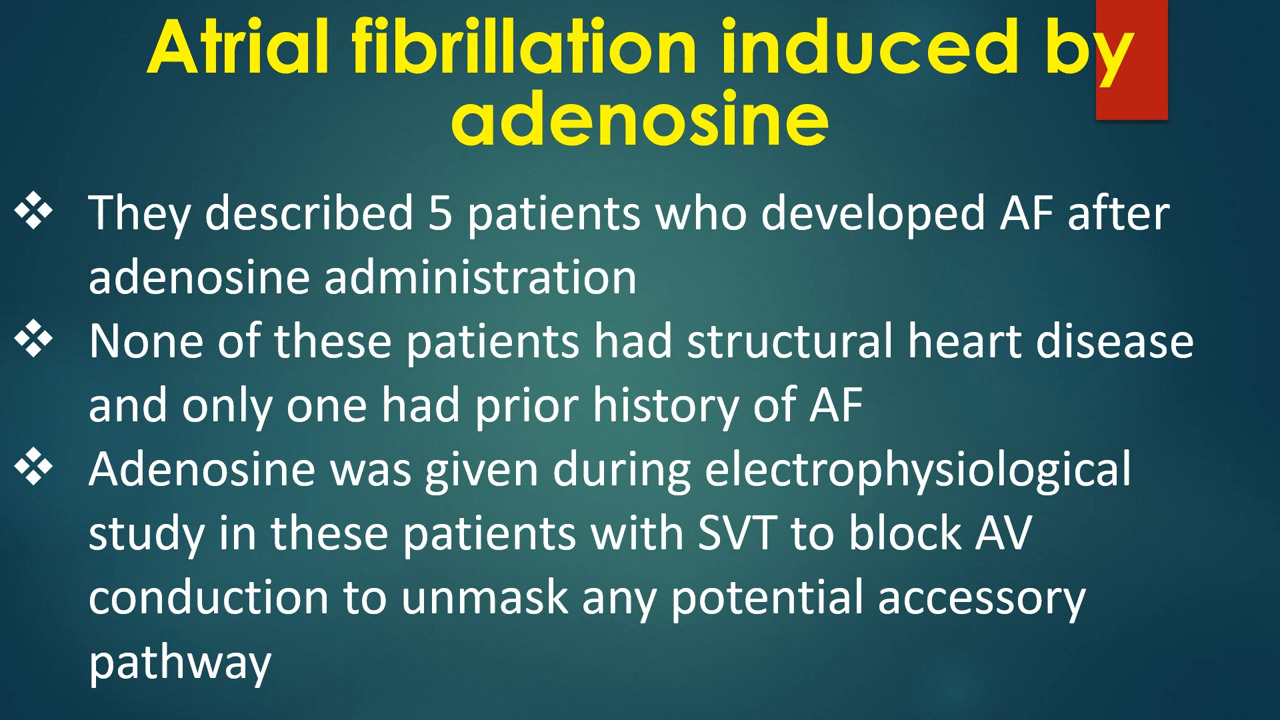 Atrial fibrillation induced by
adenosine
❖ They described 5 patients who developed AF after
adenosine administration
❖ None of these patients had structural heart disease
and only one had prior history of AF
❖ Adenosine was given during electrophysiological
study in these patients with SVT to block AV
conduction to unmask any potential accessory
pathway